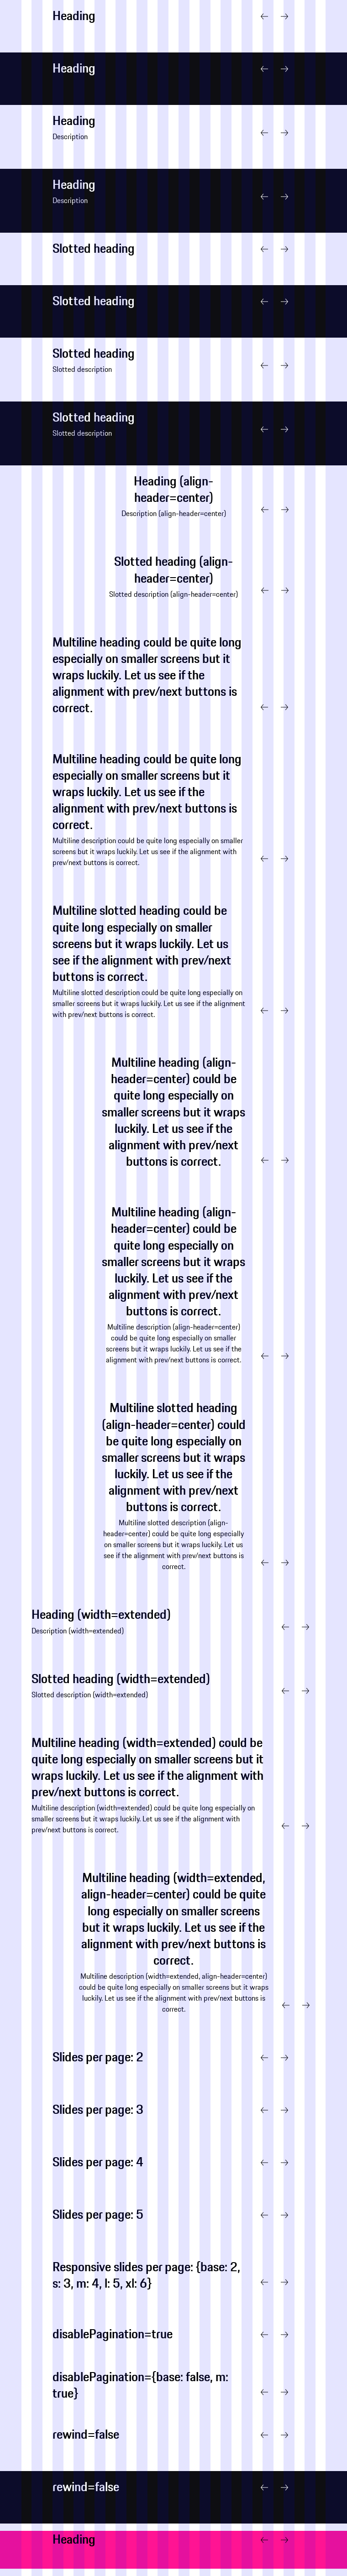 Heading
Heading
Heading
Description
Heading
Description
Slotted heading
Slotted heading
Slotted heading
Slotted description
Slotted heading
Slotted description
Heading (align-
header=center)
Description (align-header=center)
Slotted heading (align-
header=center)
Slotted description (align-header=center)
Multiline heading could be quite long
especially on smaller screens but it
wraps luckily. Let us see if the
alignment with prev/next buttons is
correct.
Multiline heading could be quite long
especially on smaller screens but it
wraps luckily. Let us see if the
alignment with prev/next buttons is
correct.
Multiline description could be quite long especially on smaller
screens but it wraps luckily. Let us see if the alignment with
prev/next buttons is correct.
Multiline slotted heading could be
quite long especially on smaller
screens but it wraps luckily. Let us
see if the alignment with prev/next
buttons is correct.
Multiline slotted description could be quite long especially on
smaller screens but it wraps luckily. Let us see if the alignment
with prev/next buttons is correct.
Multiline heading (align-
header=center) could be
quite long especially on
smaller screens but it wraps
luckily. Let us see if the
alignment with prev/next
buttons is correct.
Multiline heading (align-
header=center) could be
quite long especially on
smaller screens but it wraps
luckily. Let us see if the
alignment with prev/next
buttons is correct.
Multiline description (align-header=center)
could be quite long especially on smaller
screens but it wraps luckily. Let us see if the
alignment with prev/next buttons is correct.
Multiline slotted heading
(align-header=center) could
be quite long especially on
smaller screens but it wraps
luckily. Let us see if the
alignment with prev/next
buttons is correct.
Multiline slotted description (align-
header=center) could be quite long especially
on smaller screens but it wraps luckily. Let us
see if the alignment with prev/next buttons is
correct.
Heading (width=extended)
Description (width=extended)
Slotted heading (width=extended)
Slotted description (width=extended)
Multiline heading (width=extended) could be
quite long especially on smaller screens but it
wraps luckily. Let us see if the alignment with
prev/next buttons is correct.
Multiline description (width=extended) could be quite long especially on
smaller screens but it wraps luckily. Let us see if the alignment with
prev/next buttons is correct.
Multiline heading (width=extended,
align-header=center) could be quite
long especially on smaller screens
but it wraps luckily. Let us see if the
alignment with prev/next buttons is
correct.
Multiline description (width=extended, align-header=center)
could be quite long especially on smaller screens but it wraps
luckily. Let us see if the alignment with prev/next buttons is
correct.
Slides per page: 2
Slides per page: 3
Slides per page: 4
Slides per page: 5
Responsive slides per page: {base: 2,
s: 3, m: 4, l: 5, xl: 6}
disablePagination=true
disablePagination={base: false, m:
true}
rewind=false
rewind=false
Heading